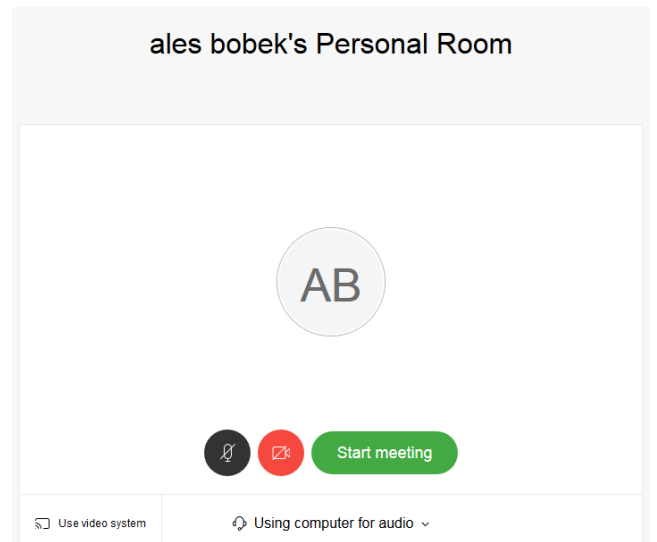 ales bobek's Personal Room
AB
Start meeting
Use video system
Using computer for audio